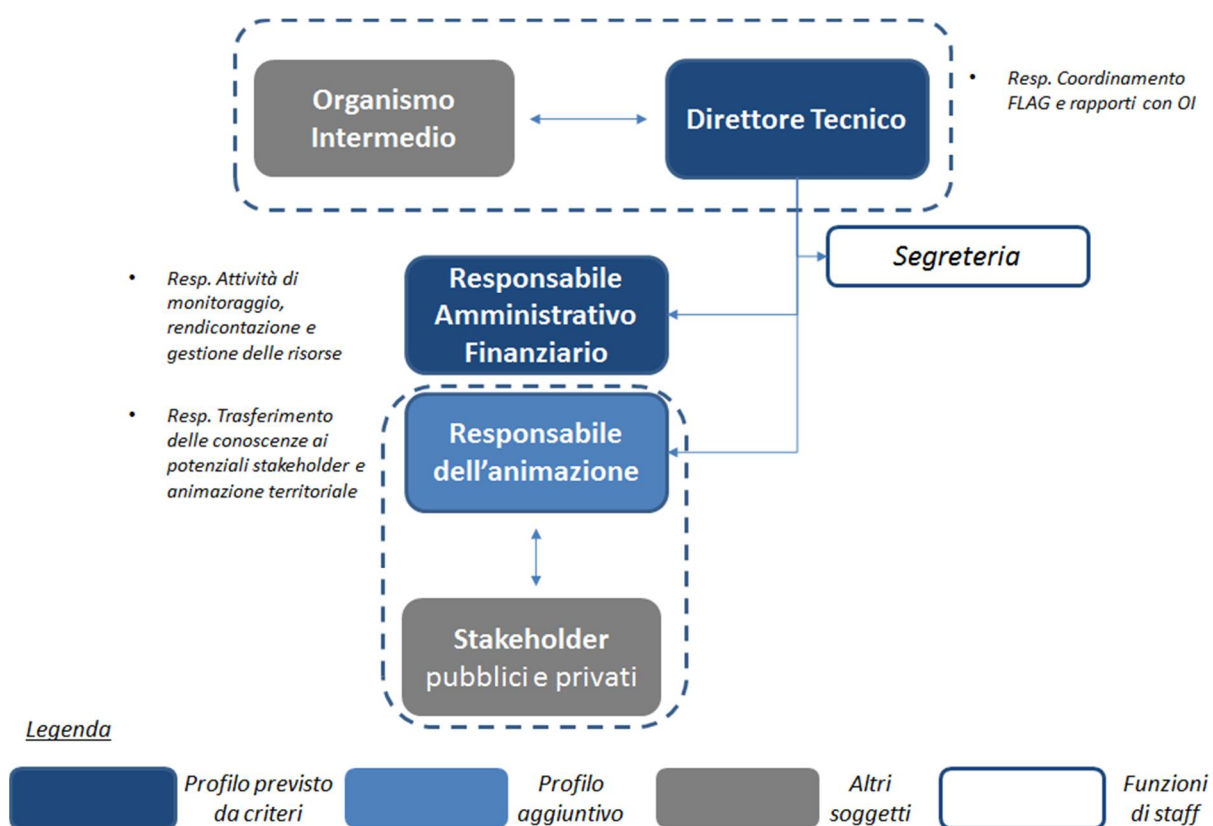 Organismo
Intermedio
Direttore Tecnico
• Resp. Coordinamento
FLAG e rapporti con OI
Segreteria
• Resp. Attività di
monitoraggio,
rendicontazione e
gestione delle risorse
Responsabile
Amministrativo
Finanziario
• Resp. Trasferimento
delle conoscenze ai
potenziali stakeholder e
animazione territoriale
Responsabile
dell’animazione
Stakeholder
pubblici e privati
Legenda
Profilo previsto
da criteri
Profilo
aggiuntivo
Altri
soggetti
Funzioni
di staff